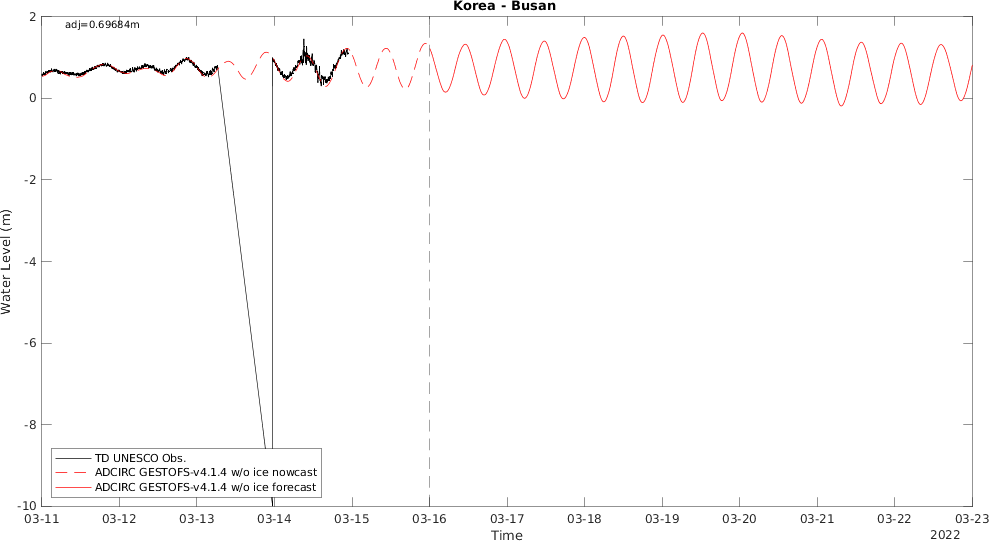 Korea - Busan
adj=0.69684m
Water Level (m)
2
0
-2
-4
-6
-8
-10
TD UNESCO Obs.
ADCIRC GESTOFS-v4.1.4 w/o ice nowcast
ADCIRC GESTOFS-v4.1.4 w/o ice forecast
03-11 03-12 03-13 03-14 03-15 03-16 03-17 03-18 03-19 03-20 03-21 03-22 03-23
Time
2022